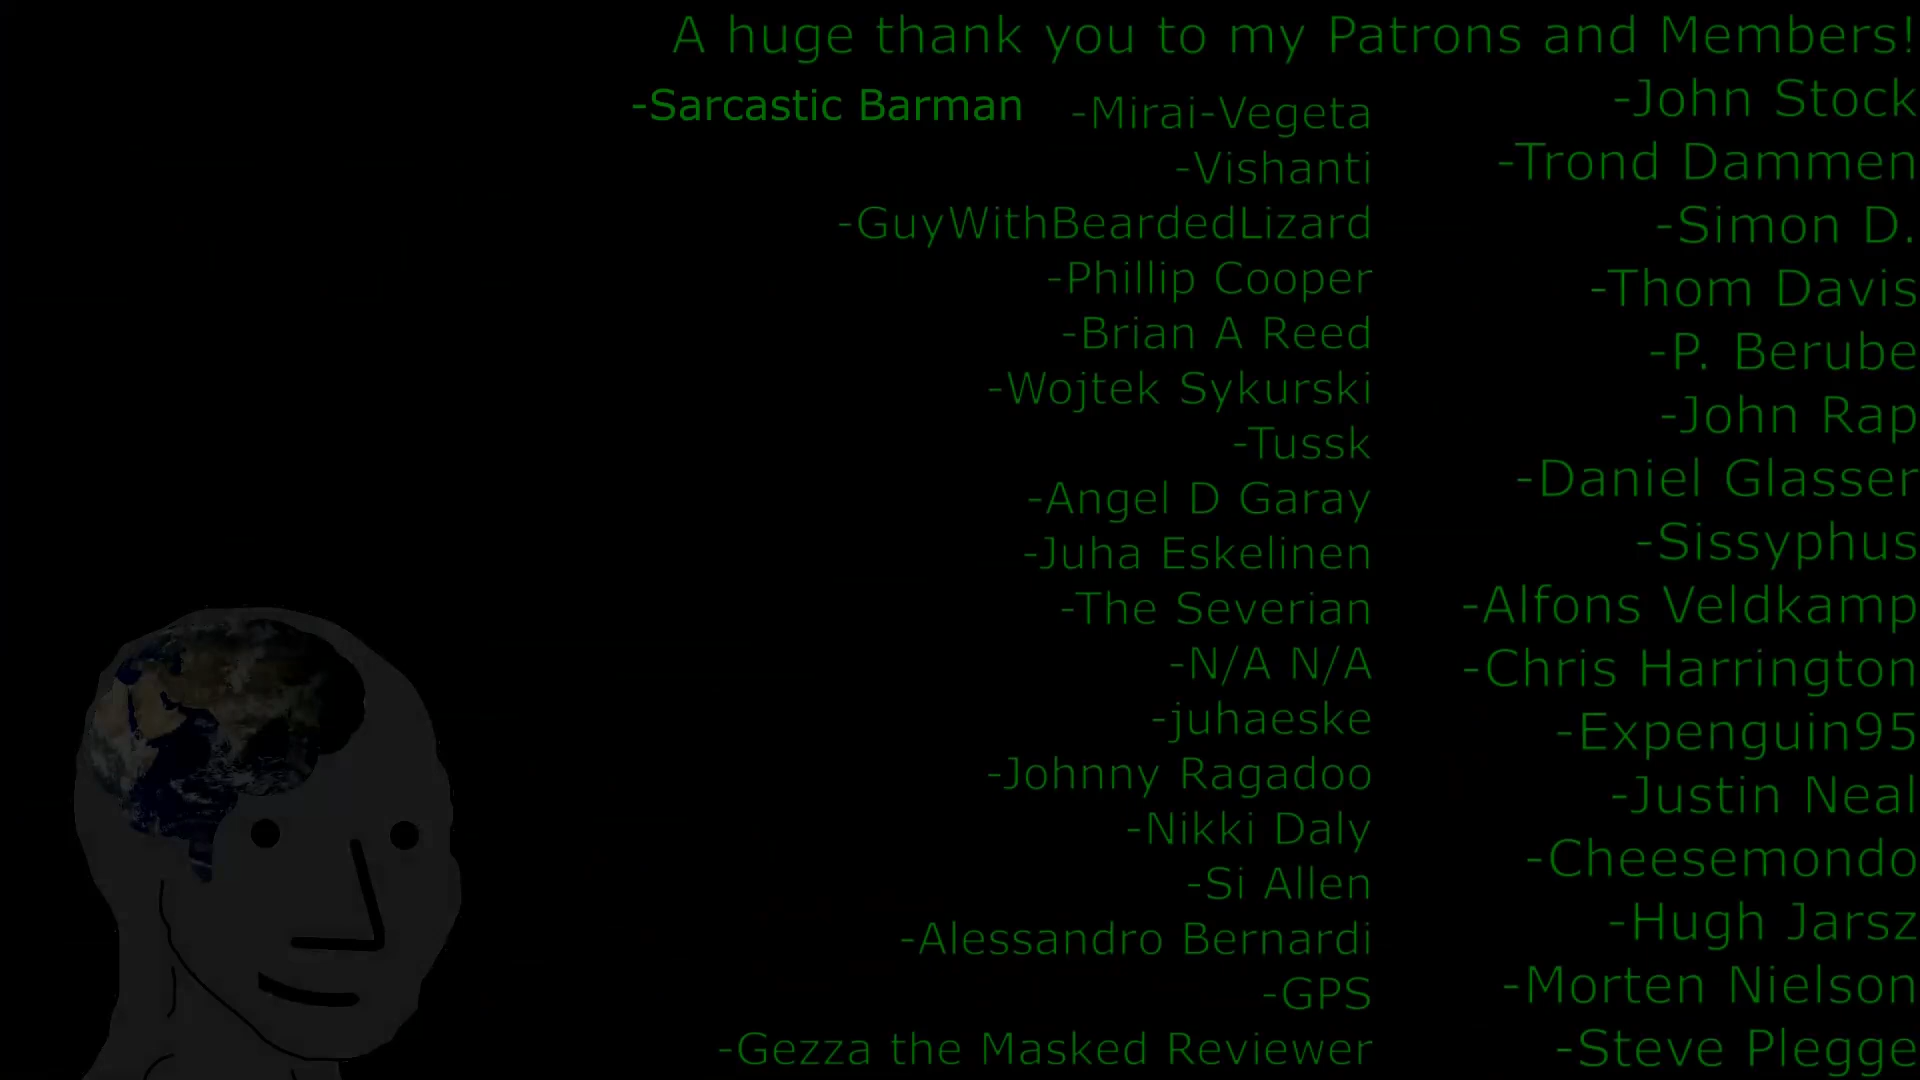 A huge thank you to my Patrons and Members!
-Sarcastic Barman
-Mirai-Vegeta
-Vishanti
-GuyWithBeardedLizard
-Phillip Cooper
-Brian A Reed
-Wojtek Sykurski
-Tussk
-Angel D Garay
-Juha Eskelinen
-The Severian
-N/A N/A
-juhaeske
-Johnny Ragadoo
-Nikki Daly
-Si Allen
-Alessandro Bernardi
-GPS
-Gezza the Masked Reviewer
-John Stock
-Trond Dammen
-Simon D.
-Thom Davis
-P. Berube
-John Rap
-Daniel Glasser
-Sissyphus
-Alfons Veldkamp
-Chris Harrington
-Expenguin95
-Justin Neal
-Cheesemondo
-Hugh Jarsz
-Morten Nielson
-Steve Plegge